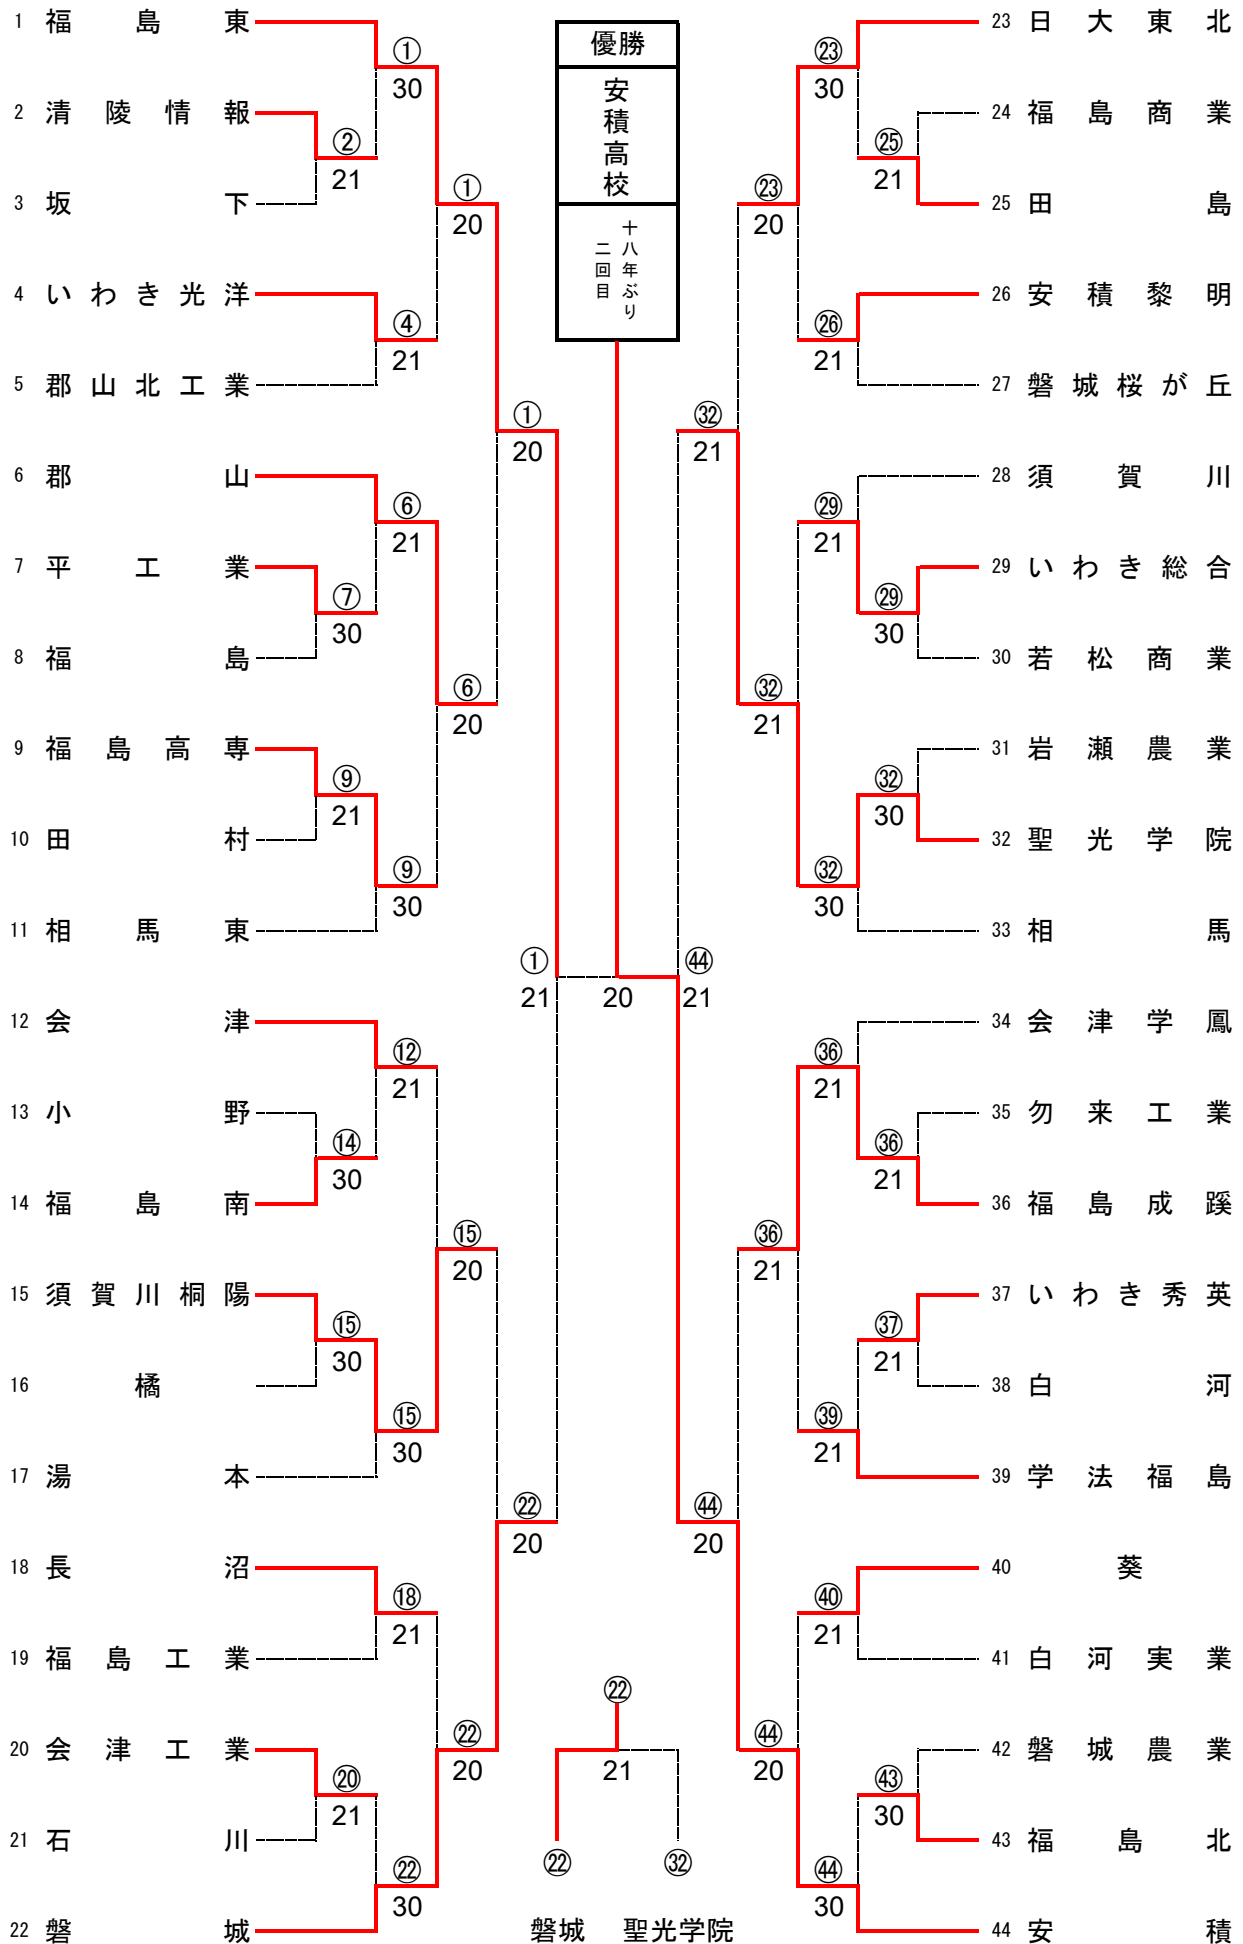 1 福島東
2 清陵情報
3 坂下
4 いわき光洋
5 郡山北工業
6 郡山
7 平工業
8 福島
9 福島高専
10 田村
11 相馬東
12 会津
13 小野
14 福島南
15 須賀川桐陽
16 橘
17 湯本
18 長沼
19 福島工業
20 会津工業
21 石川
22 磐城
① 30
② 21
① 20
④ 21
① 20
⑥ 21
⑦ 30
⑥ 20
⑨ 21
⑨ 30
① 21
⑫ 21
⑭ 30
⑮ 20
⑮ 30
⑮ 30
㉒ 20
⑱ 21
㉒ 20
⑳ 21
㉒ 30
優勝
安積高校
十八年ぶり
二回目
20
㉒
21
㉒ ㉜
磐城 聖光学院
㉓ 30
㉕ 21
㉓ 20
㉖ 21
㉜ 21
㉙ 21
㉙ 30
㉜ 21
㉜ 30
㉜ 30
㊹ 21
㊱ 21
㊱ 21
㊱ 21
㊲ 21
㊴ 21
㊹ 20
㊵ 21
㊹ 20
㊸ 30
㊹ 30
23 日大東北
24 福島商業
25 田島
26 安積黎明
27 磐城桜が丘
28 須賀川
29 いわき総合
30 若松商業
31 岩瀬農業
32 聖光学院
33 相馬
34 会津学鳳
35 勿来工業
36 福島成蹊
37 いわき秀英
38 白河
39 学法福島
40 葵
41 白河実業
42 磐城農業
43 福島北
44 安積